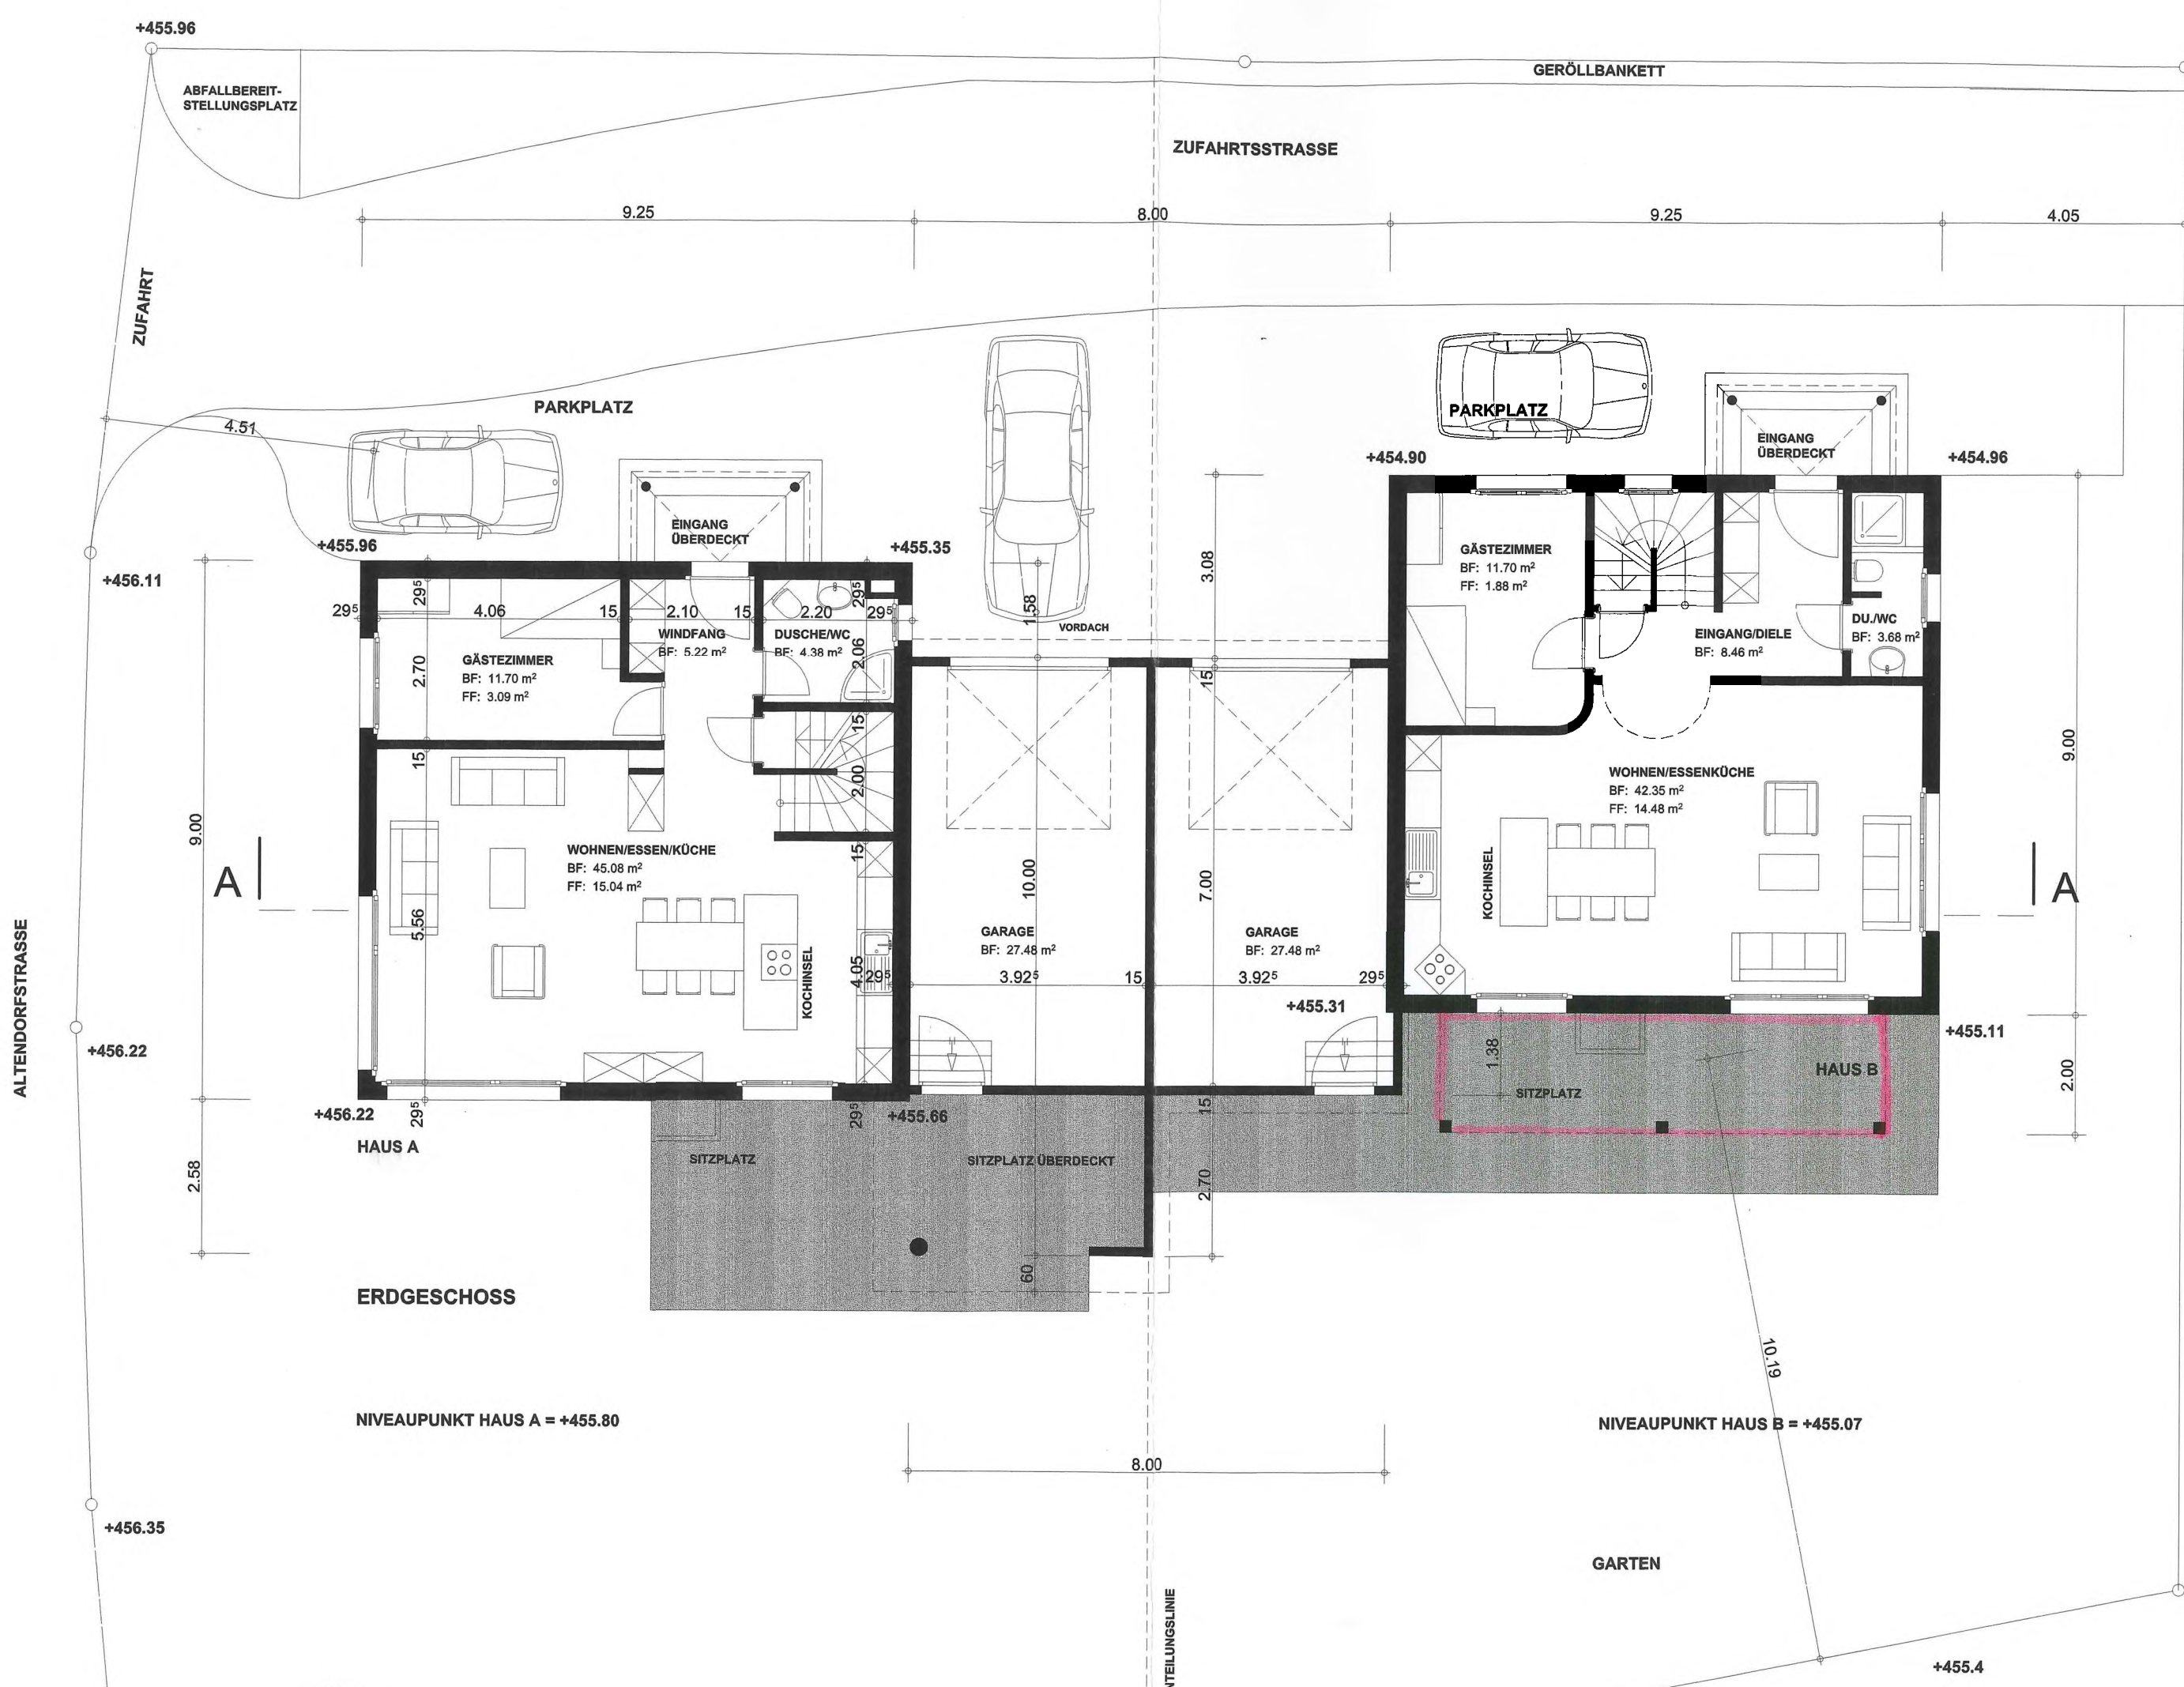 +455.96
GERÖLLBANKETT
ABFALLBEREIT-
STELLUNGSPLATZ
ZUFAHRTSSTRASSE
9.25
8.00
9.25
4.05
ZUFAHRT
4.51
PARKPLATZ
PARKPLATZ
EINGANG
ÜBERDECKT
+454.90
+454.96
EINGANG
ÜBERDECKT
+455.96
+455.35
+456.11
GÄSTEZIMMER
BF: 11.70 m²
FF: 1.88 m²
3.08
29⁵
29⁵
4.06
15
2.10
15
2.20
29⁵
29⁵
1.58
VORDACH
WINDFANG
BF: 5.22 m²
DUSCHE/WC
BF: 4.38 m²
2.06
DU./WC
BF: 3.68 m²
EINGANG/DIELE
BF: 8.46 m²
GÄSTEZIMMER
BF: 11.70 m²
FF: 3.09 m²
2.70
15
15
15
2.00
9.00
WOHNEN/ESSENKÜCHE
BF: 42.35 m²
FF: 14.48 m²
9.00
WOHNEN/ESSEN/KÜCHE
BF: 45.08 m²
FF: 15.04 m²
15
10.00
7.00
KOCHINSEL
A
A
5.56
GARAGE
BF: 27.48 m²
GARAGE
BF: 27.48 m²
KOCHINSEL
4.05
29⁵
3.92⁵
15
3.92⁵
29⁵
ALTENDORFSTRASSE
+455.31
+456.22
+455.11
1.38
HAUS B
2.00
SITZPLATZ
+456.22
29⁵
29⁵
+455.66
15
HAUS A
2.58
SITZPLATZ
SITZPLATZ ÜBERDECKT
2.70
60
ERDGESCHOSS
10.19
NIVEAUPUNKT HAUS A = +455.80
NIVEAUPUNKT HAUS B = +455.07
8.00
+456.35
GARTEN
NTEILUNGSLINIE
+455.4